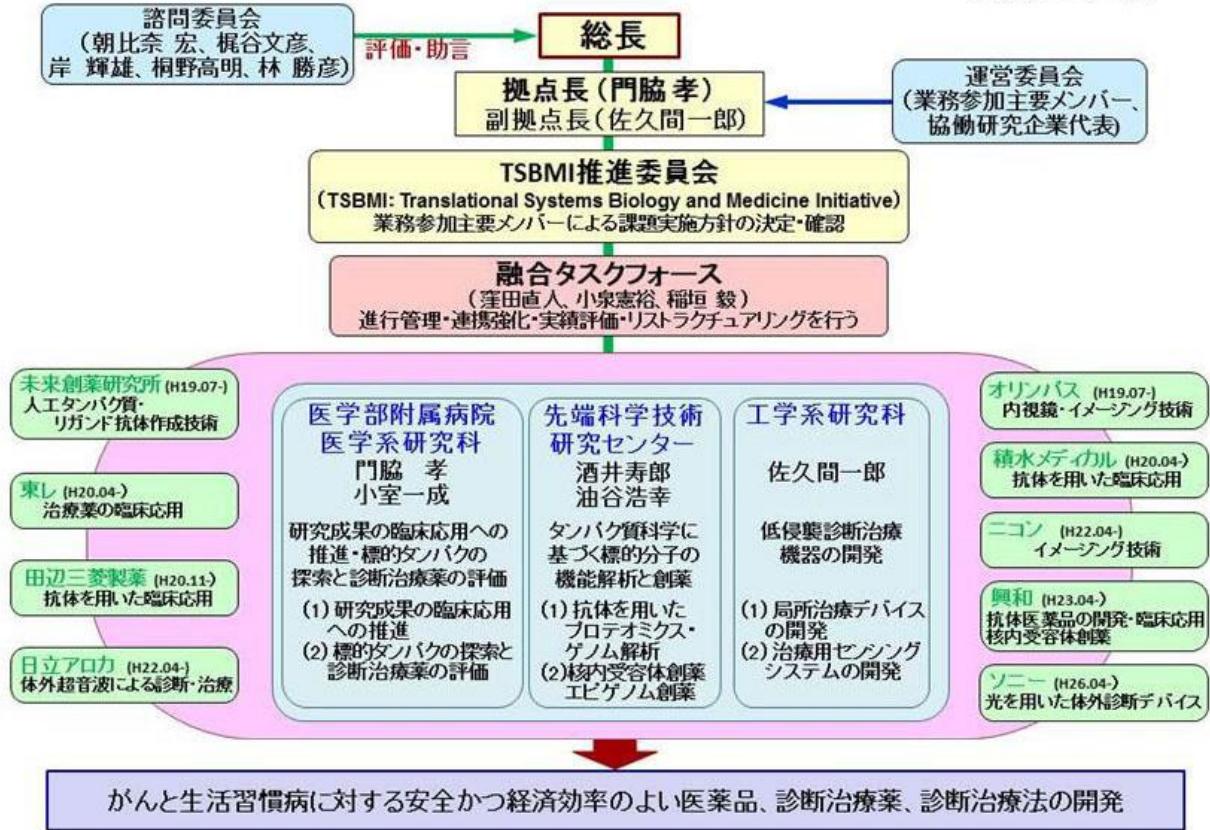 諮問委員会
(朝比奈 宏、梶谷文彦、
岸 輝雄、桐野高明、林 勝彦)
評価・助言
総長
拠点長(門脇 孝)
副拠点長(佐久間一郎)
運営委員会
(業務参加主要メンバー、
協働研究企業代表)
TSBMI推進委員会
(TSBMI: Translational Systems Biology and Medicine Initiative)
業務参加主要メンバーによる課題実施方針の決定・確認
融合タスクフォース
(窪田直人、小泉憲裕、稲垣 毅)
進行管理・連携強化・実績評価・リストラクチュアリングを行う
未来創薬研究所 (H19.07-)
人工タンパク質・
リガンド抗体作成技術
東レ (H20.04-)
治療薬の臨床応用
田辺三菱製薬 (H20.11-)
抗体を用いた臨床応用
日立アロカ (H22.04-)
体外超音波による診断・治療
医学部附属病院
医学系研究科
門脇 孝
小室一成
研究成果の臨床応用への
推進・標的タンパクの
探索と診断治療薬の評価
(1) 研究成果の臨床応用
への推進
(2) 標的タンパクの探索と
診断治療薬の評価
先端科学技術
研究センター
酒井寿郎
油谷浩幸
タンパク質科学に
基づく標的分子の
機能解析と創薬
(1) 抗体を用いた
プロテオミクス・
ゲノム解析
(2)核内受容体創薬
エピゲノム創薬
工学系研究科
佐久間一郎
低侵襲診断治療
機器の開発
(1) 局所治療デバイス
の開発
(2) 治療用センシング
システムの開発
オリンパス (H19.07-)
内視鏡・イメージング技術
積水メディカル (H20.04-)
抗体を用いた臨床応用
ニコン (H22.04-)
イメージング技術
興和 (H23.04-)
抗体医薬品の開発・臨床応用
核内受容体創薬
ソニー (H26.04-)
光を用いた体外診断デバイス
がんと生活習慣病に対する安全かつ経済効率のよい医薬品、診断治療薬、診断治療法の開発